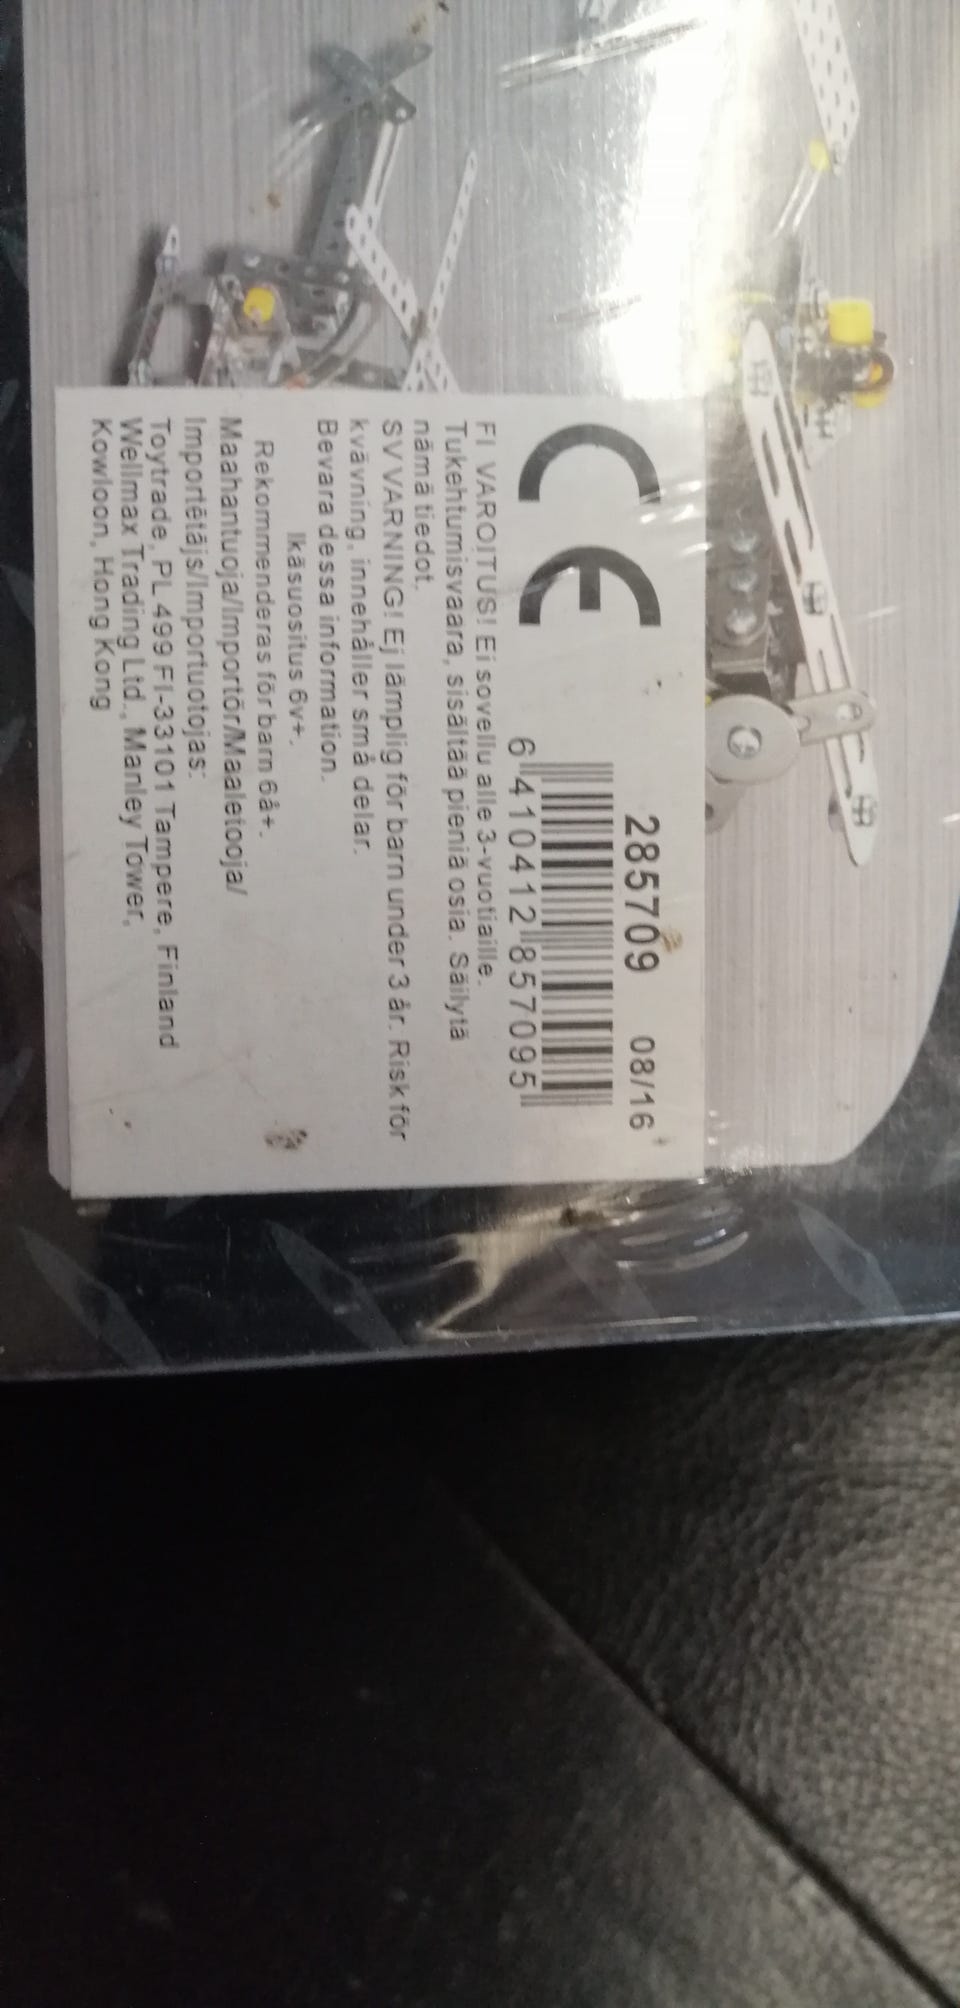 CE
285709 08/16
6 410412 857095
FI VAROITUS! Ei sovellu alle 3-vuotiaille.
Tukehtumisvaara, sisältää pieniä osia. Säilytä
nämä tiedot.
SV VARNING! Ej lämplig för barn under 3 år. Risk för
kvävning, innehåller små delar.
Bevara dessa information.
Ikäsuositus 6v+.
Rekommenderas för barn 6å+.
Maahantuoja/Importör/Maaletooja/
Importētājs/Importuotojas:
Toytrade, PL 499 FI-33101 Tampere, Finland
Wellmax Trading Ltd., Manley Tower,
Kowloon, Hong Kong